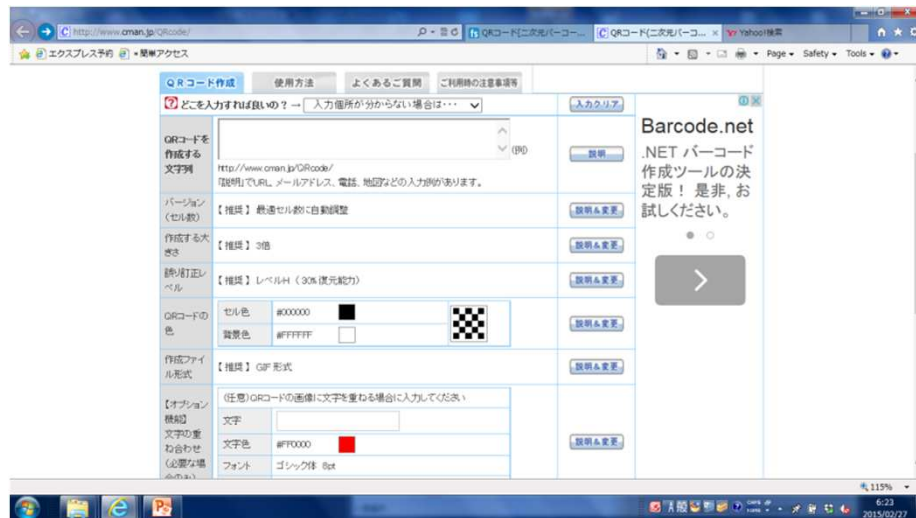 http://www.cman.jp/QRcode/
QRコード[二次元バーコー...
QRコード(二次元バーコ...
Yahoo!検索
エクスプレス予約
簡単アクセス
Page
Safety
Tools
QRコード作成
使用方法
よくあるご質問
ご利用時の注意事項等
どこを入力すれば良いの？→
入力個所が分からない場合は・・・
入力クリア
QRコードを
作成する
文字列
(例)
http://www.cman.jp/QRcode/
「説明」でURL、メールアドレス、電話、地図などの入力例があります。
説明
バージョン
（セル数）
【推奨】 最適セル数に自動調整
説明&変更
作成する大
きさ
【推奨】 3倍
説明&変更
誤り訂正レ
ベル
【推奨】 レベルH （30%復元能力）
説明&変更
QRコードの
色
セル色 #000000
背景色 #FFFFFF
説明&変更
作成ファイ
ル形式
【推奨】 GIF 形式
説明&変更
【オプション
機能】
文字の重
ね合わせ
（必要な場
合のみ）
(任意)QRコードの画像に文字を重ねる場合に入力してください
文字
文字色 #FF0000
フォント ゴシック体 8pt
説明&変更
Barcode.net
.NET バーコード
作成ツールの決
定版！ 是非, お
試しください。
115%
6:23
2015/02/27